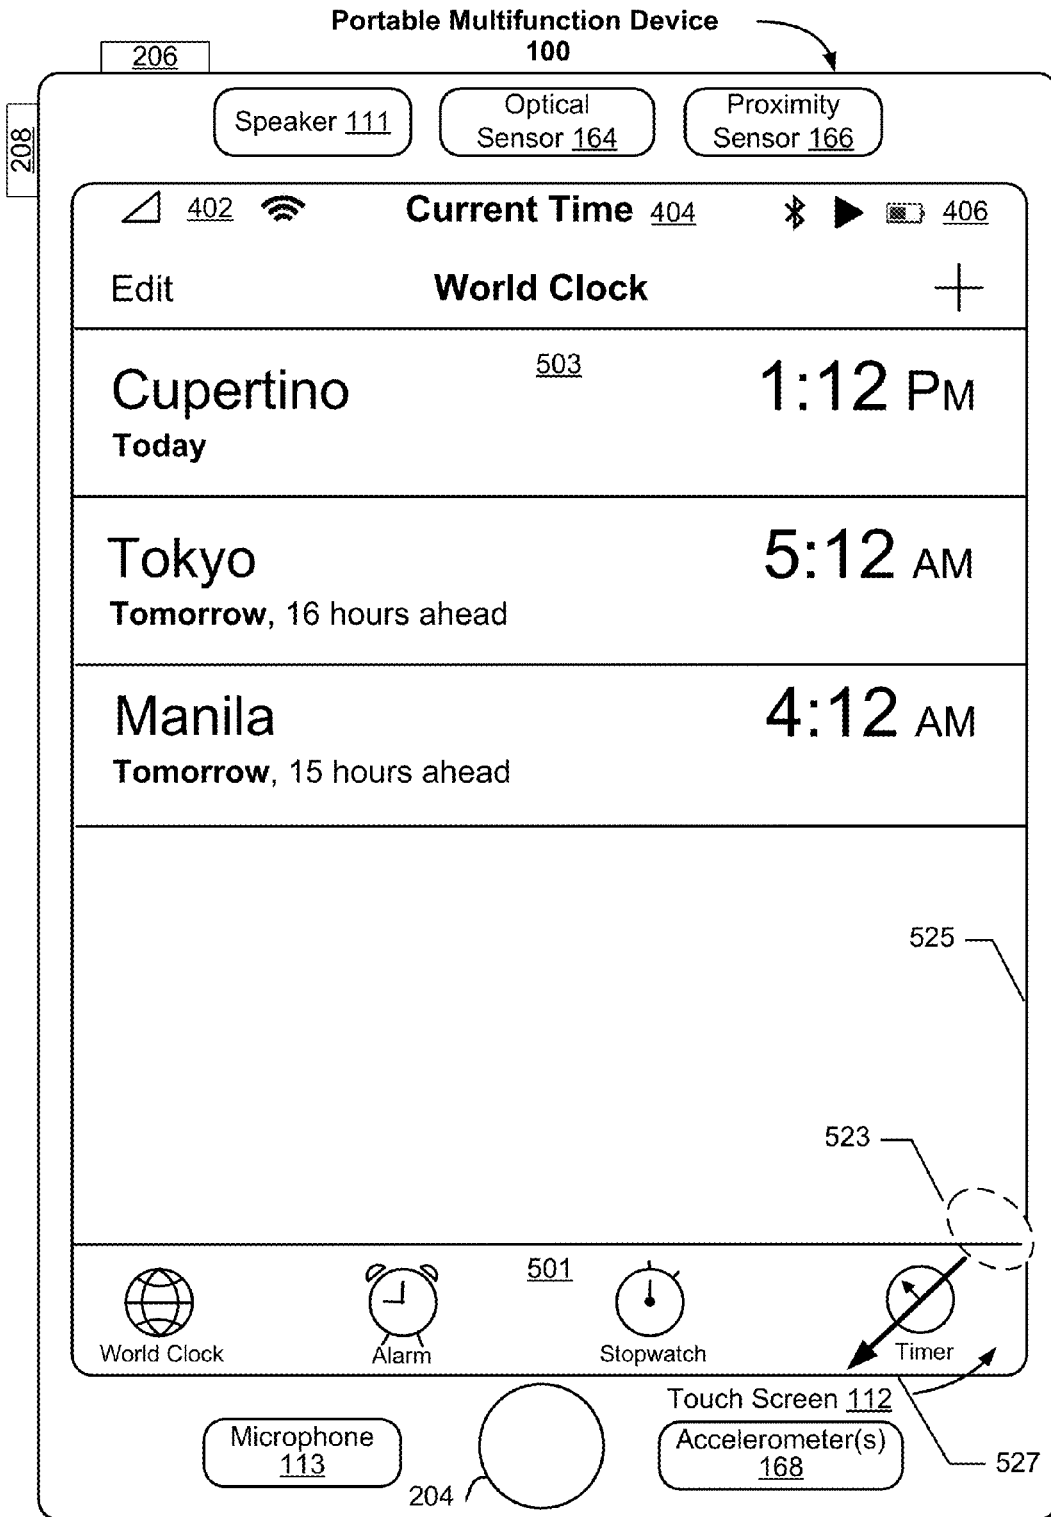 Portable Multifunction Device
100
206
208
Speaker 111
Optical
Sensor 164
Proximity
Sensor 166
402 Current Time 404 406
Edit World Clock
503
Cupertino 1:12 PM
Today
Tokyo 5:12 AM
Tomorrow, 16 hours ahead
Manila 4:12 AM
Tomorrow, 15 hours ahead
525
523
501
World Clock Alarm Stopwatch Timer
Touch Screen 112
Microphone
113
Accelerometer(s)
168
527
204